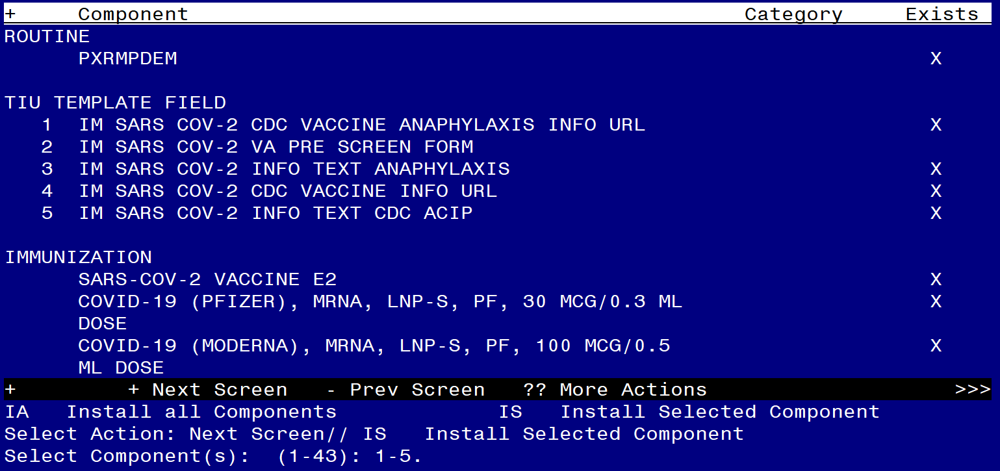 + Component Category Exists
ROUTINE
PXRMPDEM X
TIU TEMPLATE FIELD
1 IM SARS COV-2 CDC VACCINE ANAPHYLAXIS INFO URL X
2 IM SARS COV-2 VA PRE SCREEN FORM
3 IM SARS COV-2 INFO TEXT ANAPHYLAXIS X
4 IM SARS COV-2 CDC VACCINE INFO URL X
5 IM SARS COV-2 INFO TEXT CDC ACIP X
IMMUNIZATION
SARS-COV-2 VACCINE E2 X
COVID-19 (PFIZER), MRNA, LNP-S, PF, 30 MCG/0.3 ML X
DOSE
COVID-19 (MODERNA), MRNA, LNP-S, PF, 100 MCG/0.5 X
ML DOSE
+ + Next Screen - Prev Screen ?? More Actions >>>
IA Install all Components IS Install Selected Component
Select Action: Next Screen// IS Install Selected Component
Select Component(s): (1-43): 1-5.